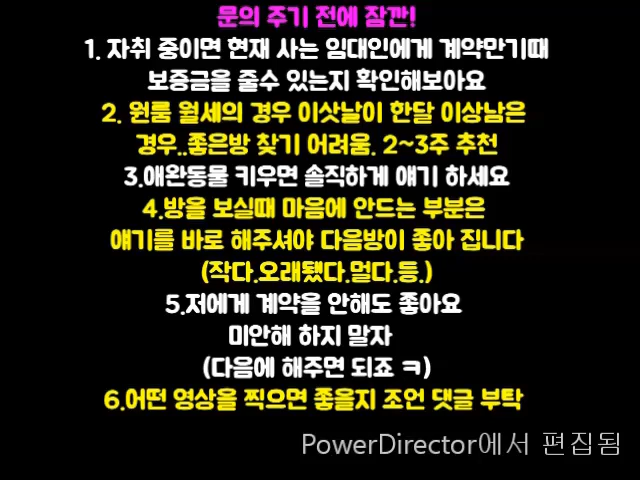 문의 주기 전에 잠깐!
1. 자취 중이면 현재 사는 임대인에게 계약만기때
보증금을 줄수 있는지 확인해보아요
2. 원룸 월세의 경우 이삿날이 한달 이상남은
경우..좋은방 찾기 어려움. 2~3주 추천
3.애완동물 키우면 솔직하게 얘기 하세요
4.방을 보실때 마음에 안드는 부분은
얘기를 바로 해주셔야 다음방이 좋아 집니다
(작다.오래됐다.멀다.등.)
5.저에게 계약을 안해도 좋아요
미안해 하지 말자
(다음에 해주면 되죠 ㅋ)
6.어떤 영상을 찍으면 좋을지 조언 댓글 부탁
PowerDirector에서 편집됨